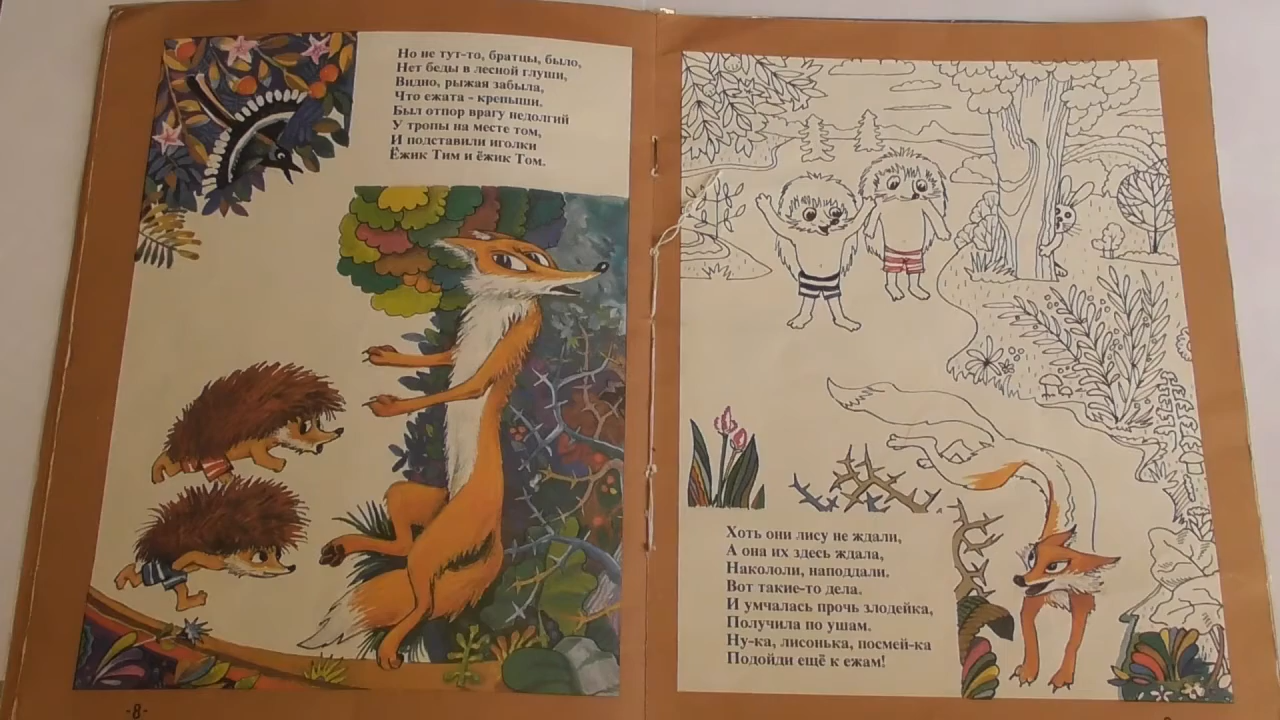 Но не тут-то, братцы, было,
Нет беды в лесной глуши,
Видно, рыжая забыла,
Что ежата - крепыши.
Был отпор врагу недолгий
У тропы на месте том,
И подставили иголки
Ёжик Тим и ёжик Том.
-8-
Хоть они лису не ждали,
А она их здесь ждала,
Накололи, наподдали.
Вот такие-то дела.
И умчалась прочь злодейка,
Получила по ушам.
Ну-ка, лисонька, посмей-ка
Подойди ещё к ежам!